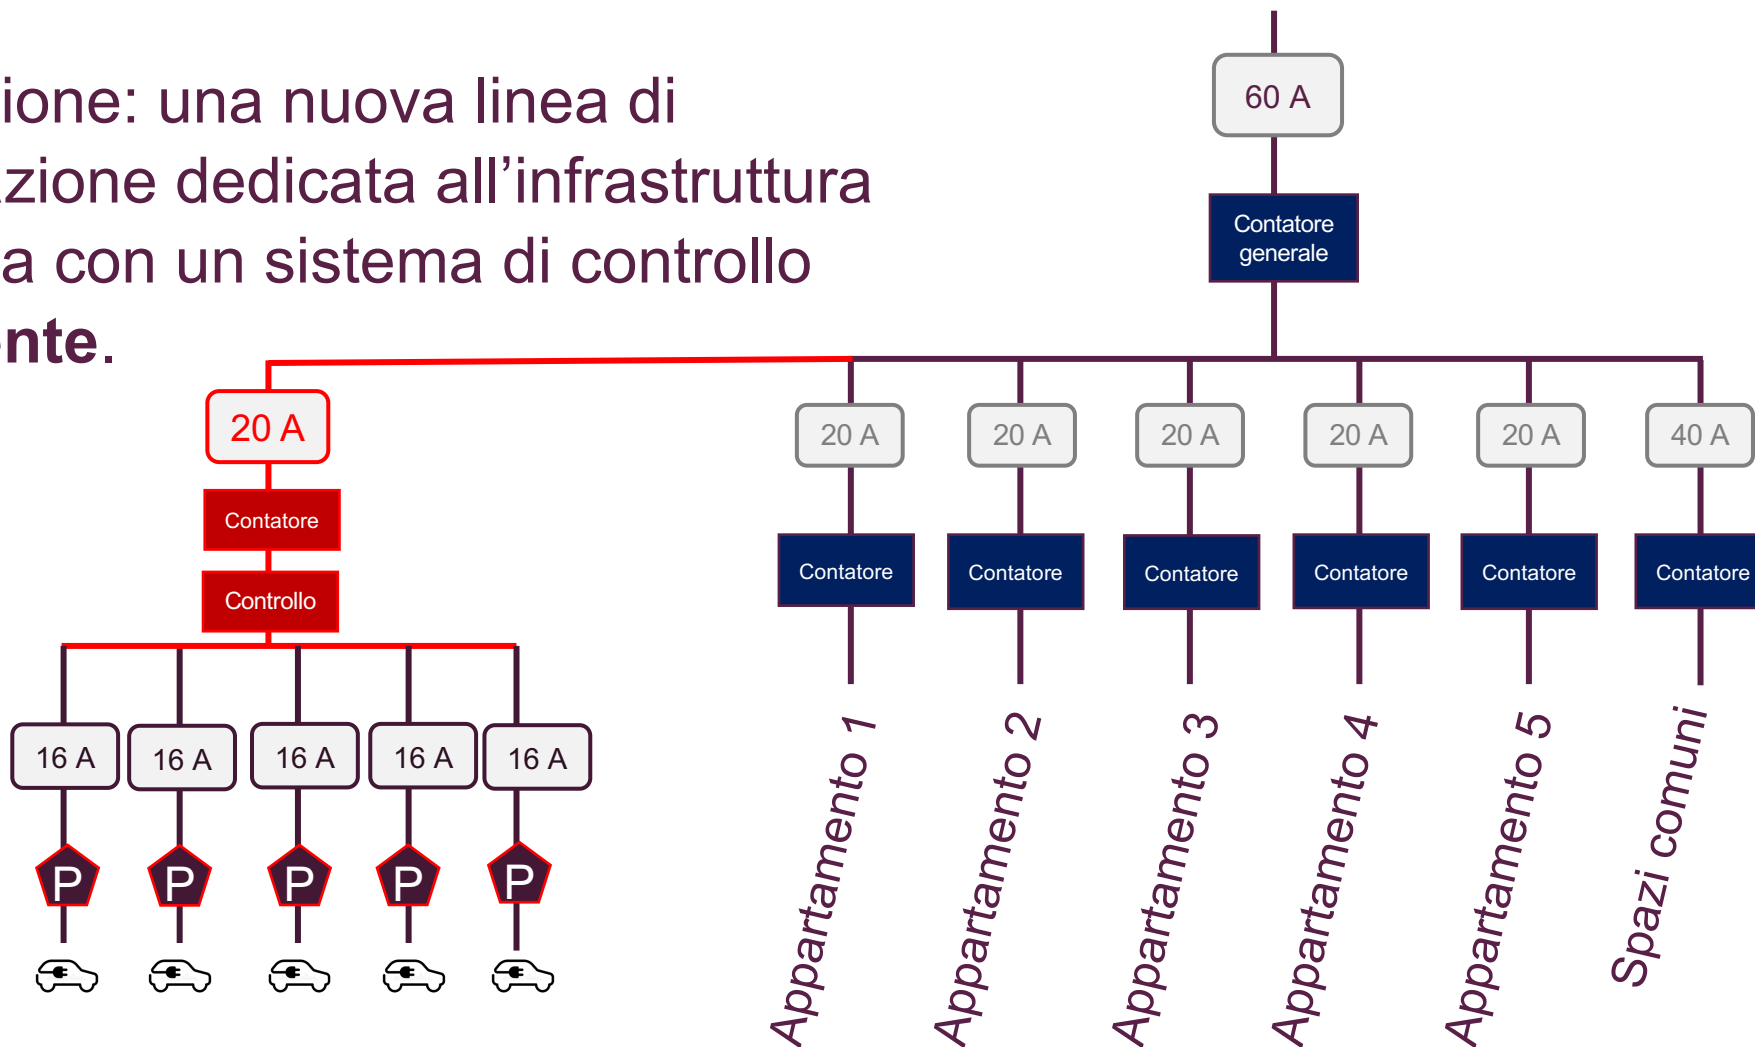 ione: una nuova linea di
azione dedicata all’infrastruttura
a con un sistema di controllo
ente.
60 A
Contatore
generale
20 A
Contatore
Controllo
16 A
16 A
16 A
16 A
16 A
P
P
P
P
P
20 A
20 A
20 A
20 A
20 A
40 A
Contatore
Contatore
Contatore
Contatore
Contatore
Contatore
Appartamento 1
Appartamento 2
Appartamento 3
Appartamento 4
Appartamento 5
Spazi comuni